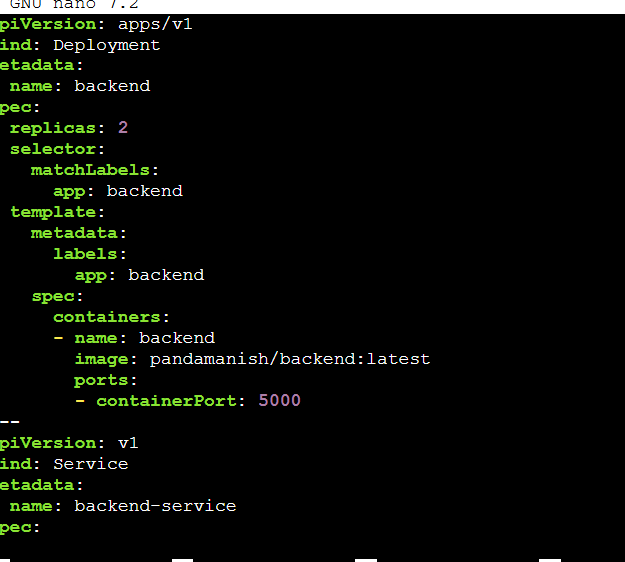 GNU nano 7.2
piVersion: apps/v1
ind: Deployment
etadata:
 name: backend
pec:
 replicas: 2
 selector:
   matchLabels:
     app: backend
 template:
   metadata:
     labels:
       app: backend
   spec:
     containers:
     - name: backend
       image: pandamanish/backend:latest
       ports:
       - containerPort: 5000
--
piVersion: v1
ind: Service
etadata:
 name: backend-service
pec: